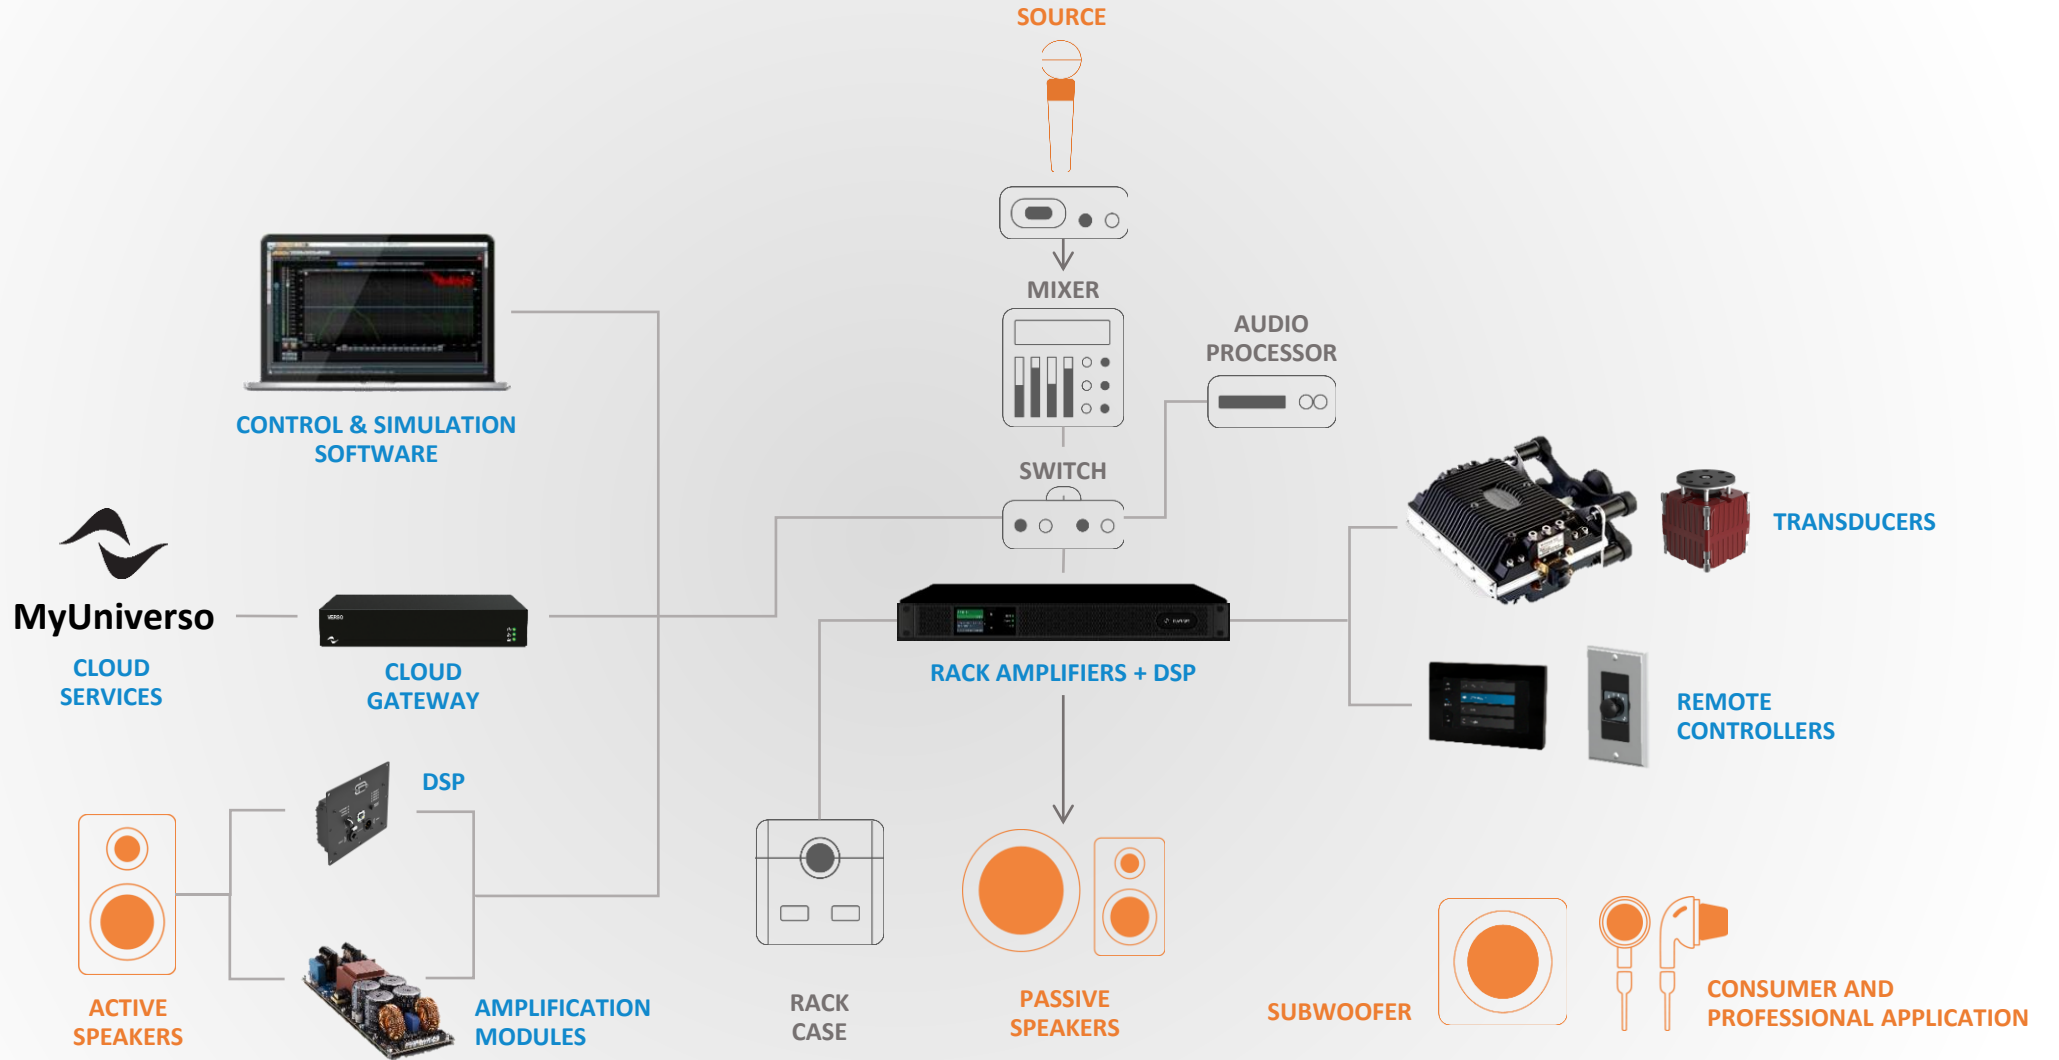 SOURCE
MIXER
AUDIO
PROCESSOR
CONTROL & SIMULATION
SOFTWARE
SWITCH
TRANSDUCERS
MyUniverso
VERSO
CLOUD
SERVICES
CLOUD
GATEWAY
RACK AMPLIFIERS + DSP
REMOTE
CONTROLLERS
DSP
ACTIVE
SPEAKERS
AMPLIFICATION
MODULES
RACK
CASE
PASSIVE
SPEAKERS
SUBWOOFER
CONSUMER AND
PROFESSIONAL APPLICATION